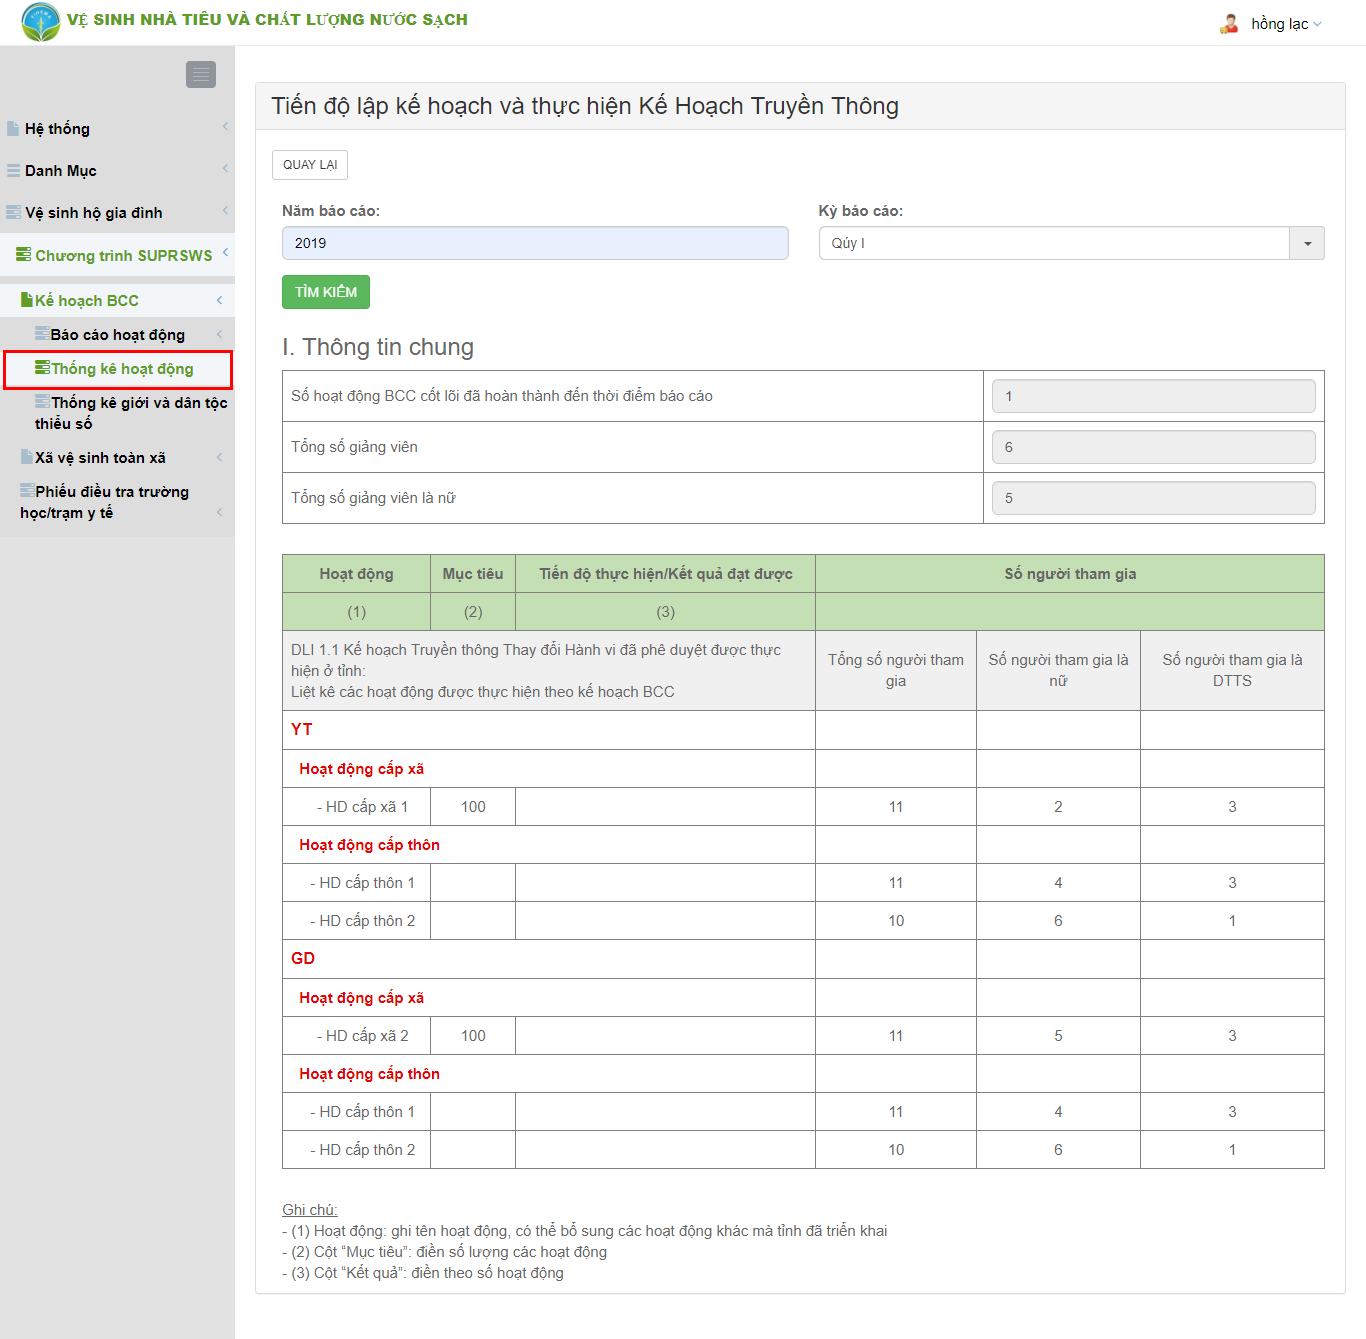 VỆ SINH NHÀ TIÊU VÀ CHẤT LƯỢNG NƯỚC SẠCH
hồng lạc
Hệ thống
Danh Mục
Vệ sinh hộ gia đình
Chương trình SUPRSWS
Kế hoạch BCC
Báo cáo hoạt động
Thống kê hoạt động
Thống kê giới và dân tộc
thiểu số
Xã vệ sinh toàn xã
Phiếu điều tra trường
học/trạm y tế
Tiến độ lập kế hoạch và thực hiện Kế Hoạch Truyền Thông
QUAY LẠI
Năm báo cáo:
Kỳ báo cáo:
2019
Qúy I
TÌM KIẾM
I. Thông tin chung
Số hoạt động BCC cốt lõi đã hoàn thành đến thời điểm báo cáo
1
Tổng số giảng viên
6
Tổng số giảng viên là nữ
5
Hoạt động Mục tiêu Tiến độ thực hiện/Kết quả đạt được Số người tham gia
(1) (2) (3)
DLI 1.1 Kế hoạch Truyền thông Thay đổi Hành vi đã phê duyệt được thực
hiện ở tỉnh:
Liệt kê các hoạt động được thực hiện theo kế hoạch BCC
Tổng số người tham
gia
Số người tham gia là
nữ
Số người tham gia là
DTTS
YT
Hoạt động cấp xã
- HD cấp xã 1 100 11 2 3
Hoạt động cấp thôn
- HD cấp thôn 1 11 4 3
- HD cấp thôn 2 10 6 1
GD
Hoạt động cấp xã
- HD cấp xã 2 100 11 5 3
Hoạt động cấp thôn
- HD cấp thôn 1 11 4 3
- HD cấp thôn 2 10 6 1
Ghi chú:
- (1) Hoạt động: ghi tên hoạt động, có thể bổ sung các hoạt động khác mà tỉnh đã triển khai
- (2) Cột “Mục tiêu”: điền số lượng các hoạt động
- (3) Cột “Kết quả”: điền theo số hoạt động